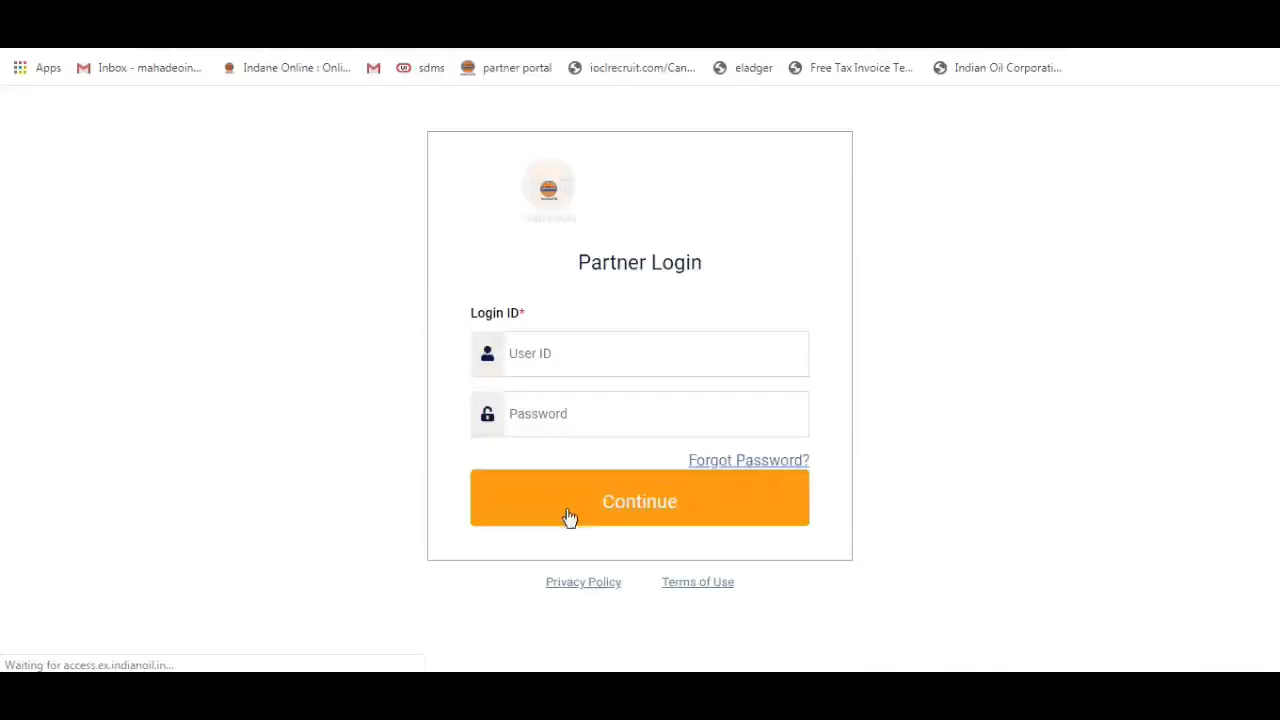 Apps Inbox - mahadeoin... Indane Online : Onli... sdms partner portal ioclrecruit.com/Can... eladger Free Tax Invoice Te... Indian Oil Corporati...
Partner Login
Login ID*
User ID
Password
Forgot Password?
Continue
Privacy Policy Terms of Use
Waiting for access.ex.indianoil.in...